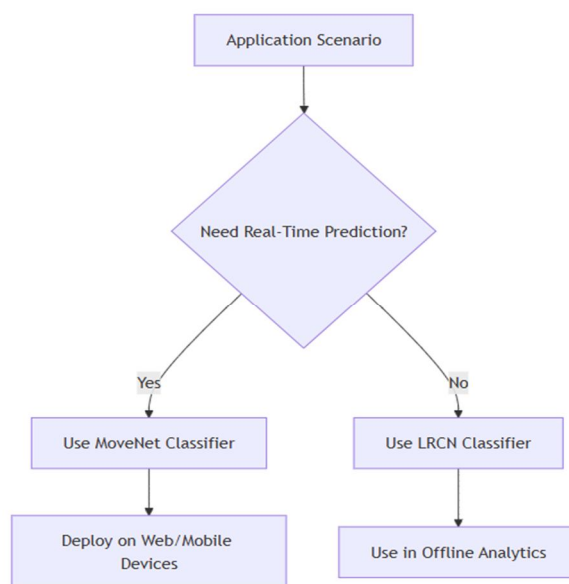 Application Scenario
Need Real-Time Prediction?
Yes
No
Use MoveNet Classifier
Use LRCN Classifier
Deploy on Web/Mobile
Devices
Use in Offline Analytics